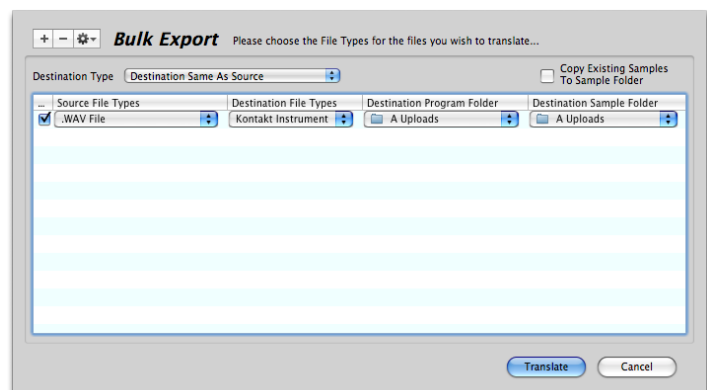 + − Bulk Export Please choose the File Types for the files you wish to translate...
Destination Type Destination Same As Source
Copy Existing Samples
To Sample Folder
... Source File Types Destination File Types Destination Program Folder Destination Sample Folder
.WAV File Kontakt Instrument A Uploads A Uploads
Translate Cancel